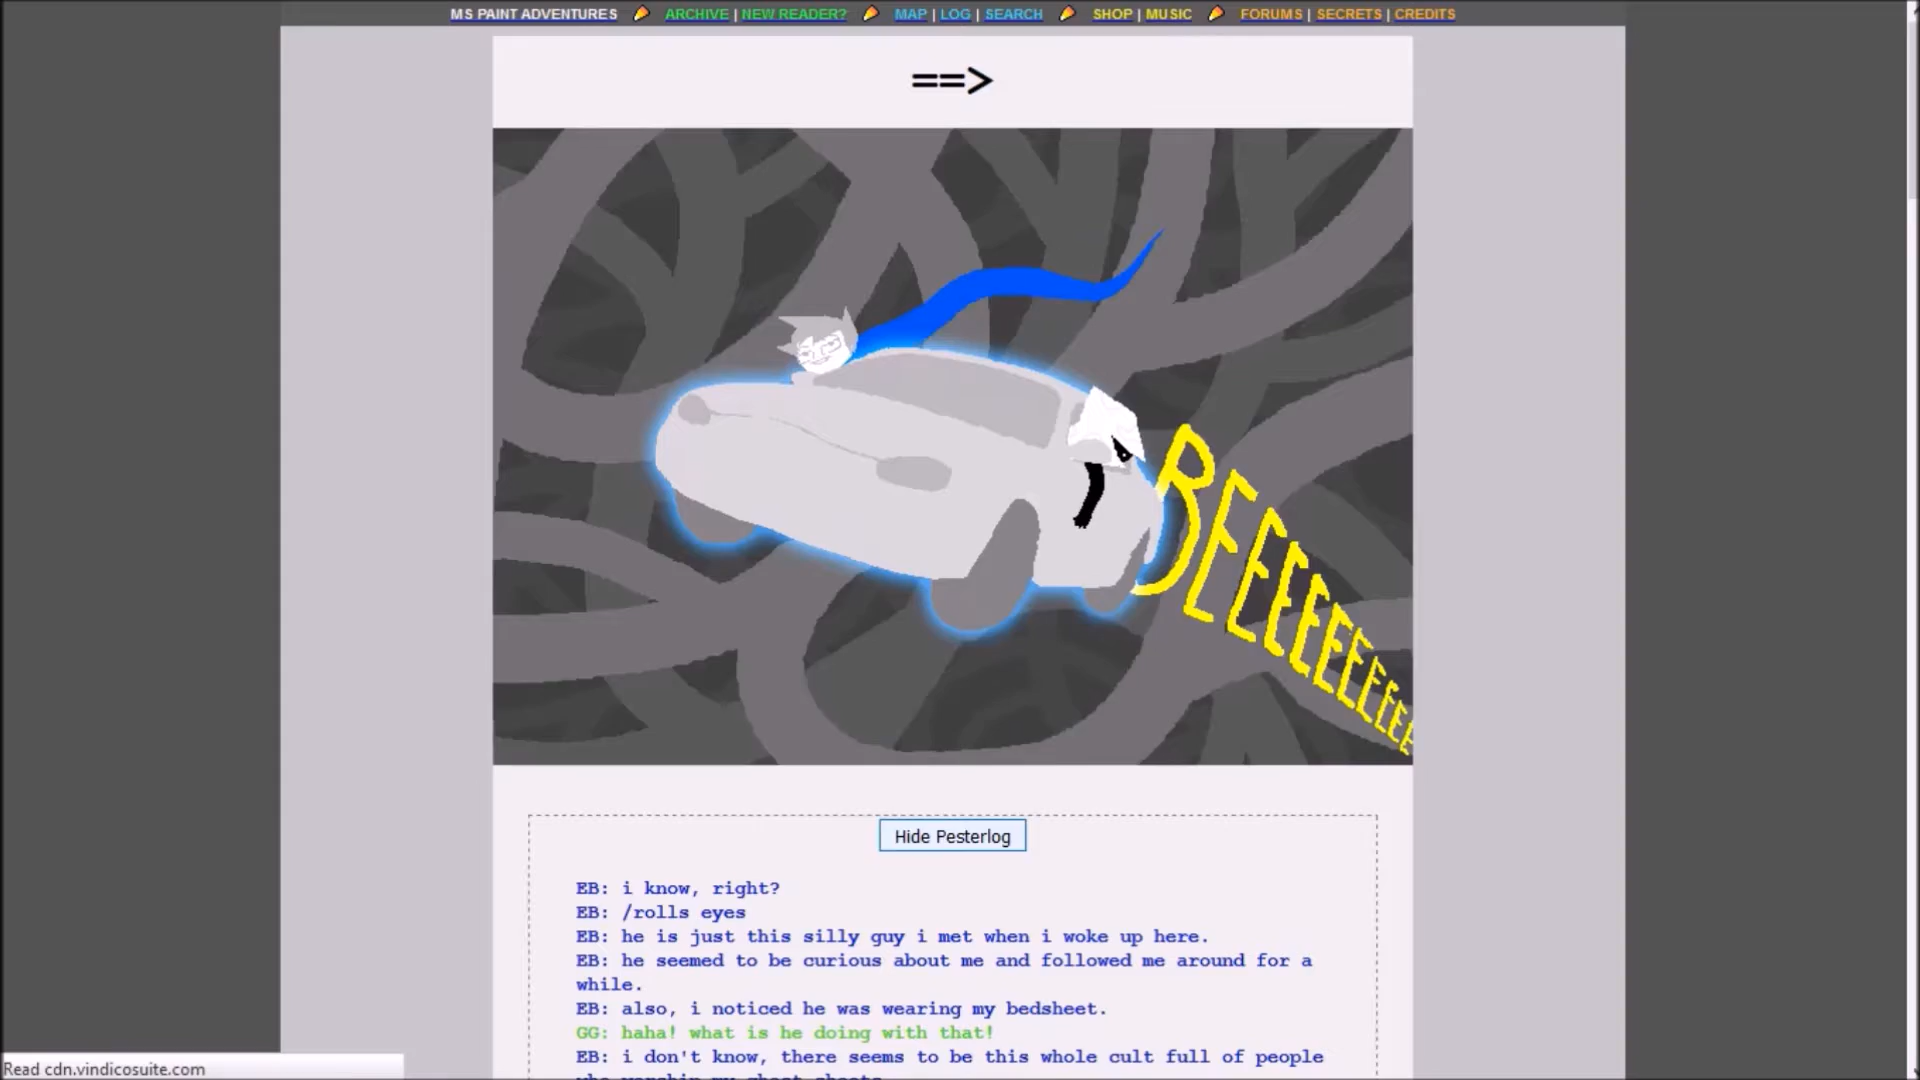 MS PAINT ADVENTURES ARCHIVE | NEW READER? MAP | LOG | SEARCH SHOP | MUSIC FORUMS | SECRETS | CREDITS
==>
BEEEEEEEEEE
Hide Pesterlog
EB: i know, right?
EB: /rolls eyes
EB: he is just this silly guy i met when i woke up here.
EB: he seemed to be curious about me and followed me around for a
while.
EB: also, i noticed he was wearing my bedsheet.
GG: haha! what is he doing with that!
EB: i don't know, there seems to be this whole cult full of people
Read cdn.vindicosuite.com